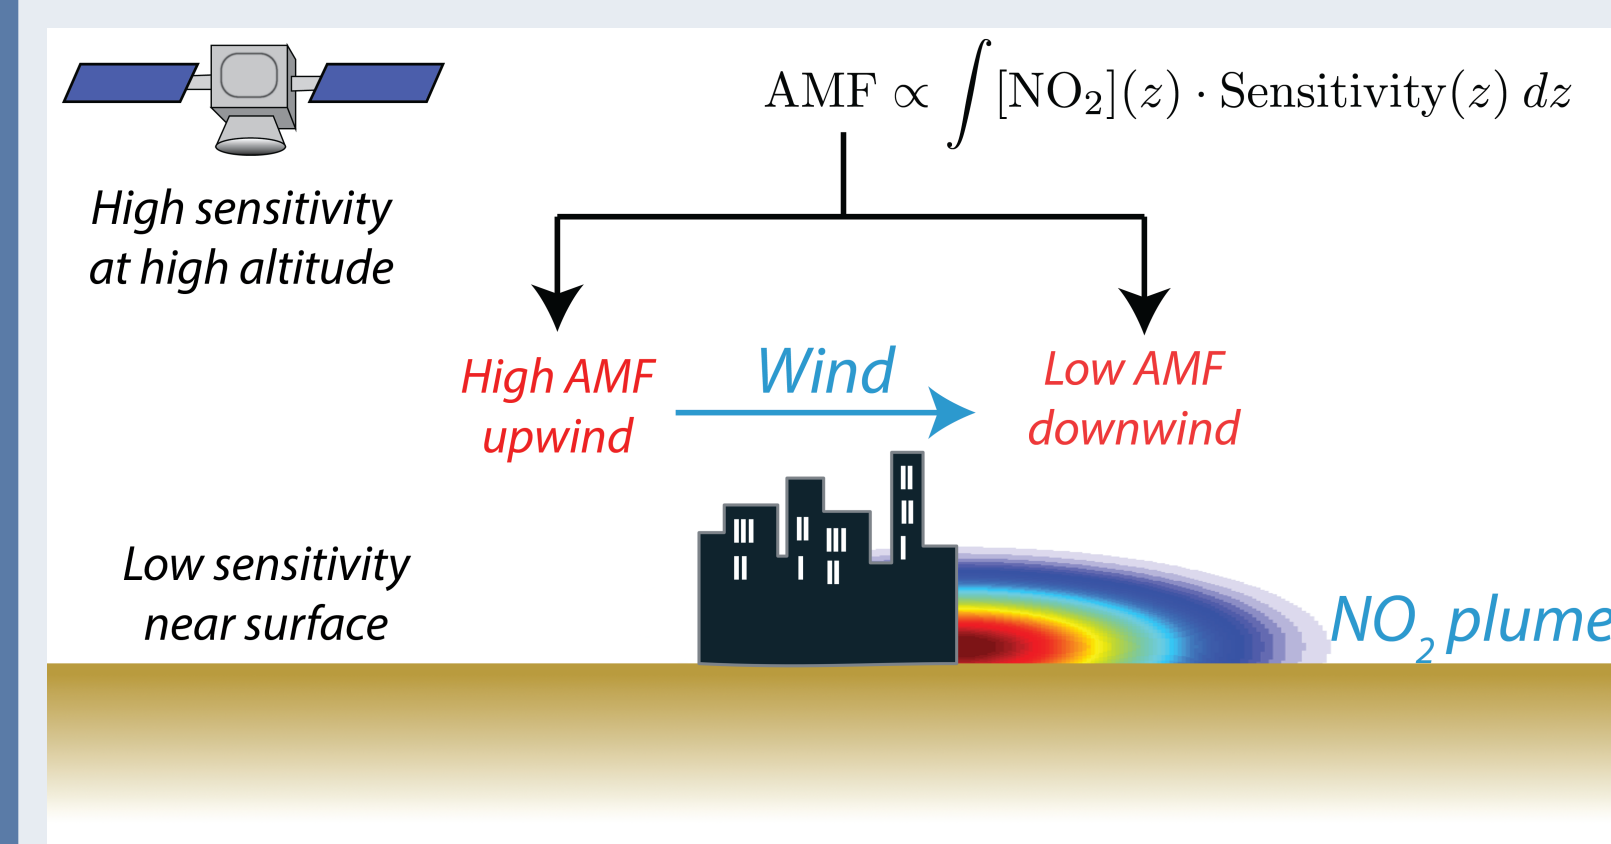 AMF ∝ ∫ [NO₂](z) · Sensitivity(z) dz
High sensitivity
at high altitude
High AMF
upwind
Wind
Low AMF
downwind
Low sensitivity
near surface
NO₂ plume